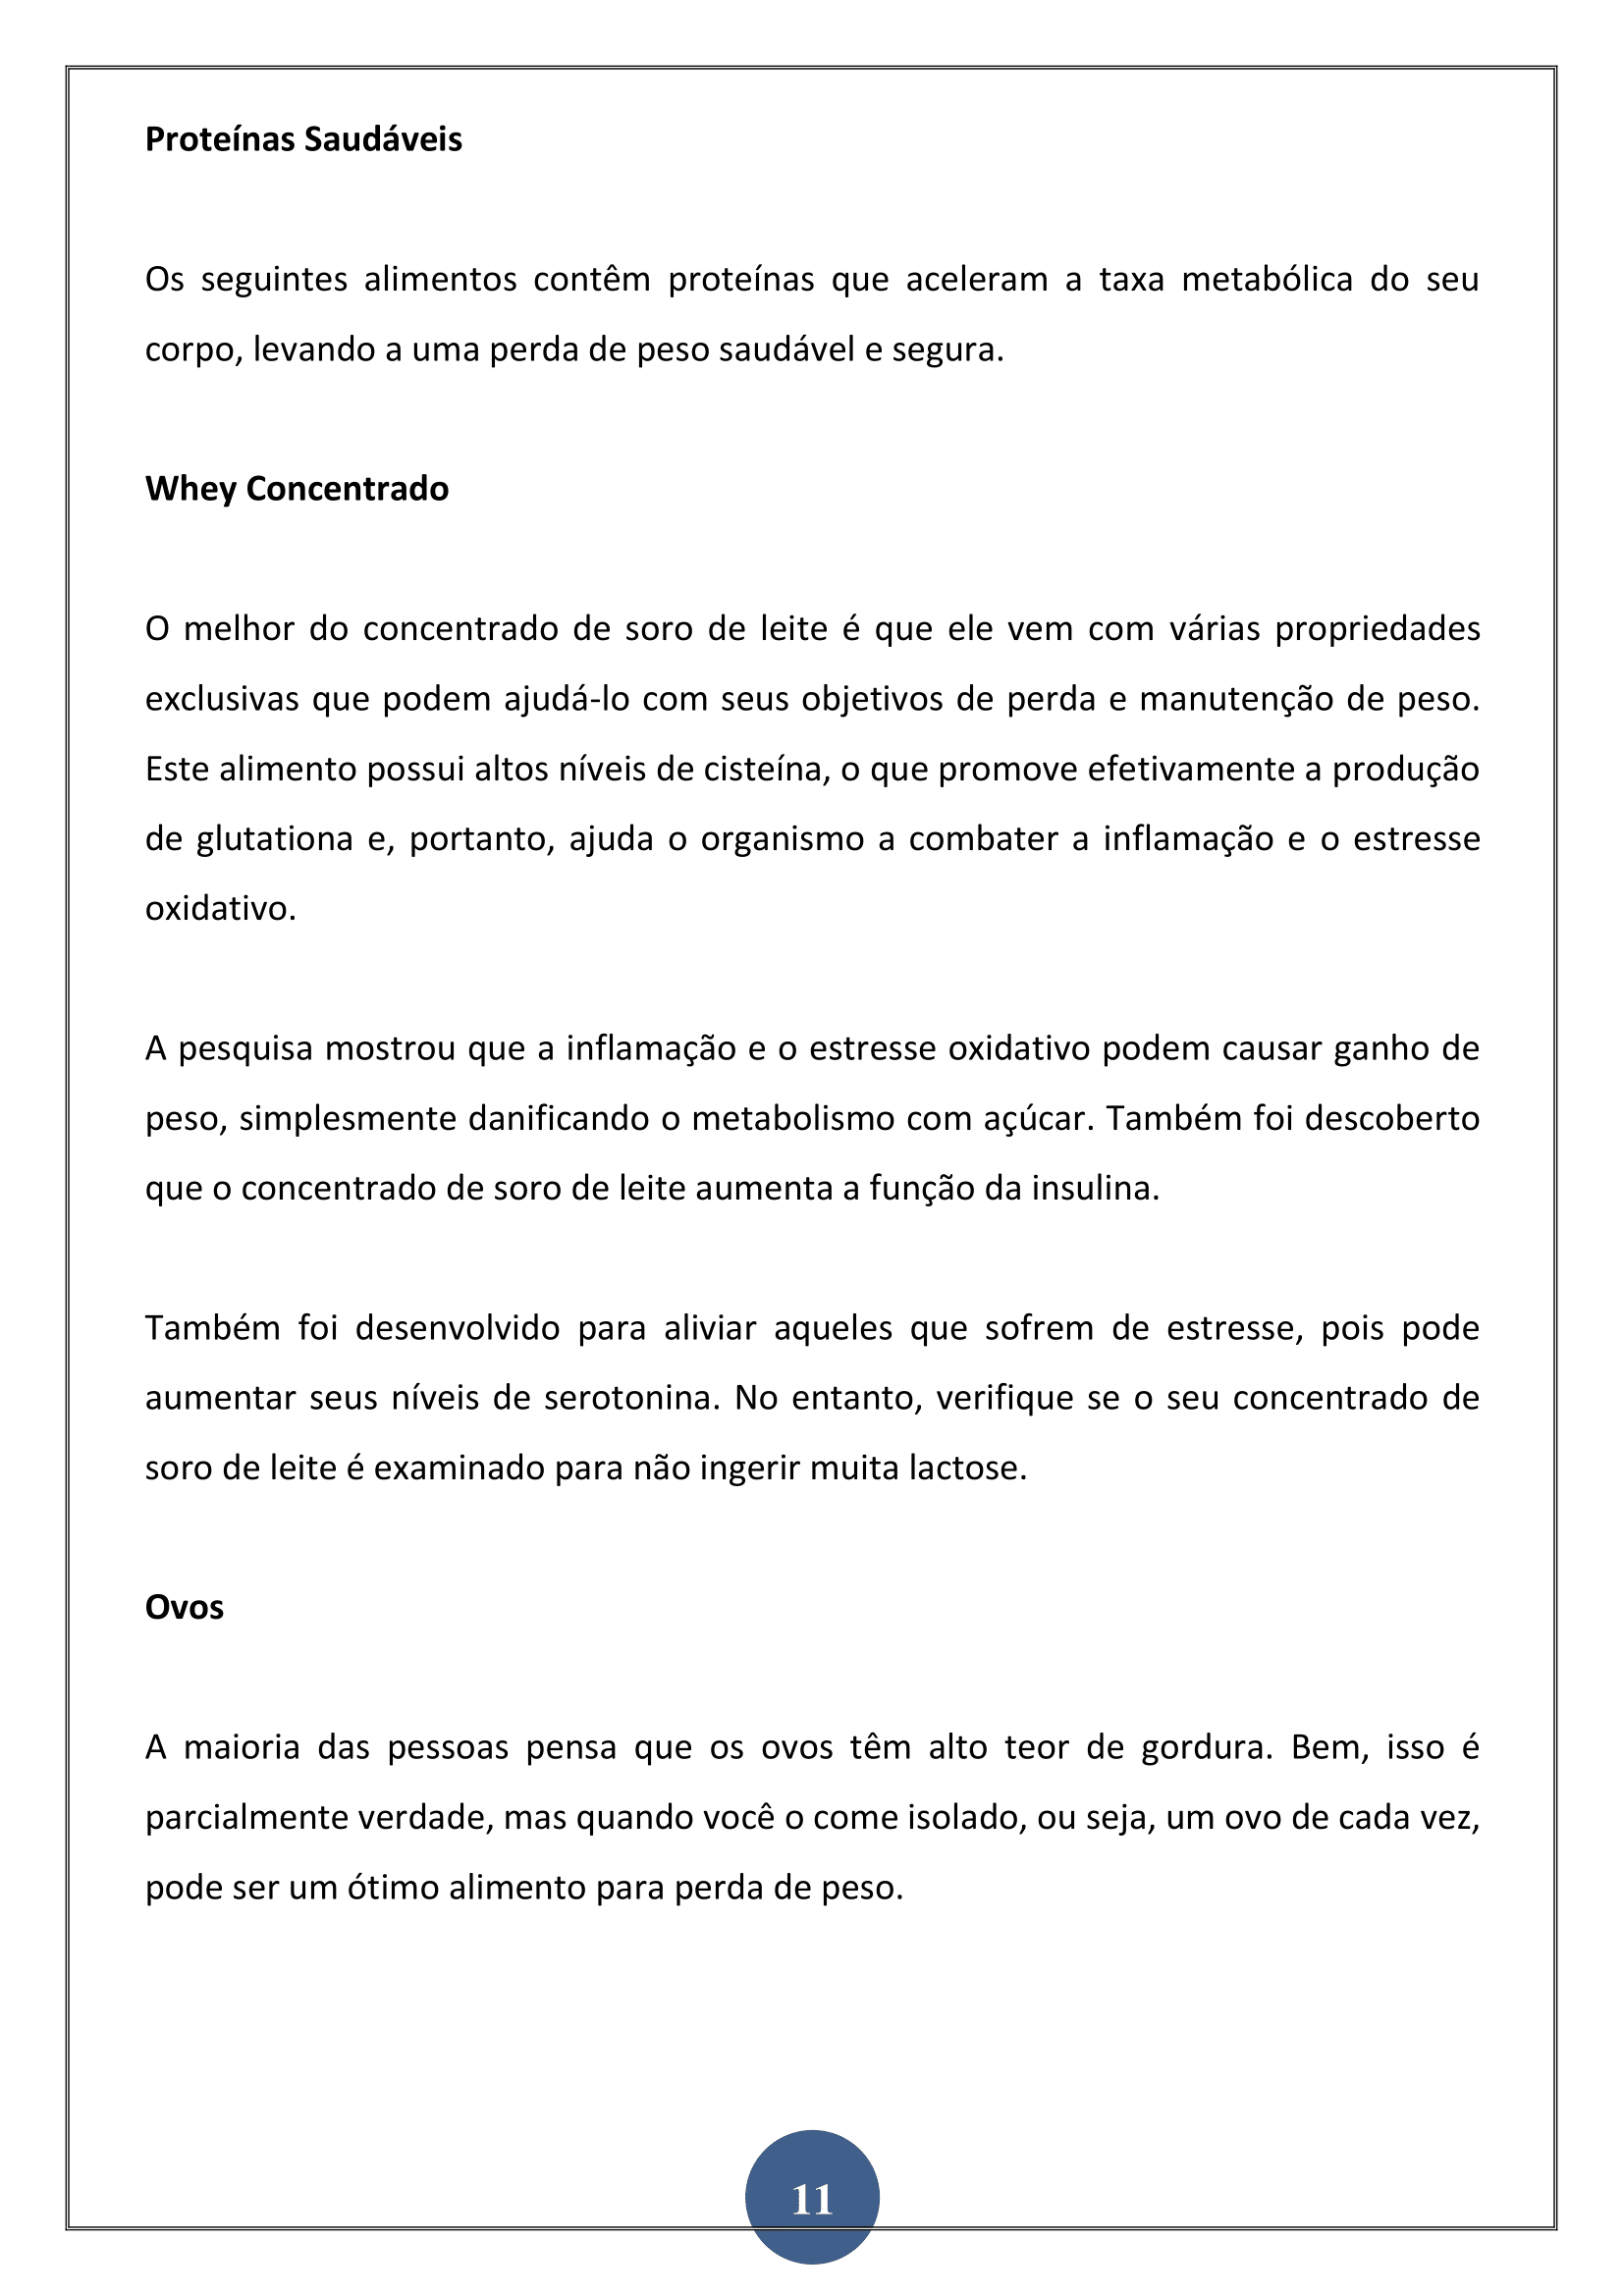 Proteínas Saudáveis
Os seguintes alimentos contêm proteínas que aceleram a taxa metabólica do seu
corpo, levando a uma perda de peso saudável e segura.
Whey Concentrado
O melhor do concentrado de soro de leite é que ele vem com várias propriedades
exclusivas que podem ajudá-lo com seus objetivos de perda e manutenção de peso.
Este alimento possui altos níveis de cisteína, o que promove efetivamente a produção
de glutationa e, portanto, ajuda o organismo a combater a inflamação e o estresse
oxidativo.
A pesquisa mostrou que a inflamação e o estresse oxidativo podem causar ganho de
peso, simplesmente danificando o metabolismo com açúcar. Também foi descoberto
que o concentrado de soro de leite aumenta a função da insulina.
Também foi desenvolvido para aliviar aqueles que sofrem de estresse, pois pode
aumentar seus níveis de serotonina. No entanto, verifique se o seu concentrado de
soro de leite é examinado para não ingerir muita lactose.
Ovos
A maioria das pessoas pensa que os ovos têm alto teor de gordura. Bem, isso é
parcialmente verdade, mas quando você o come isolado, ou seja, um ovo de cada vez,
pode ser um ótimo alimento para perda de peso.
11